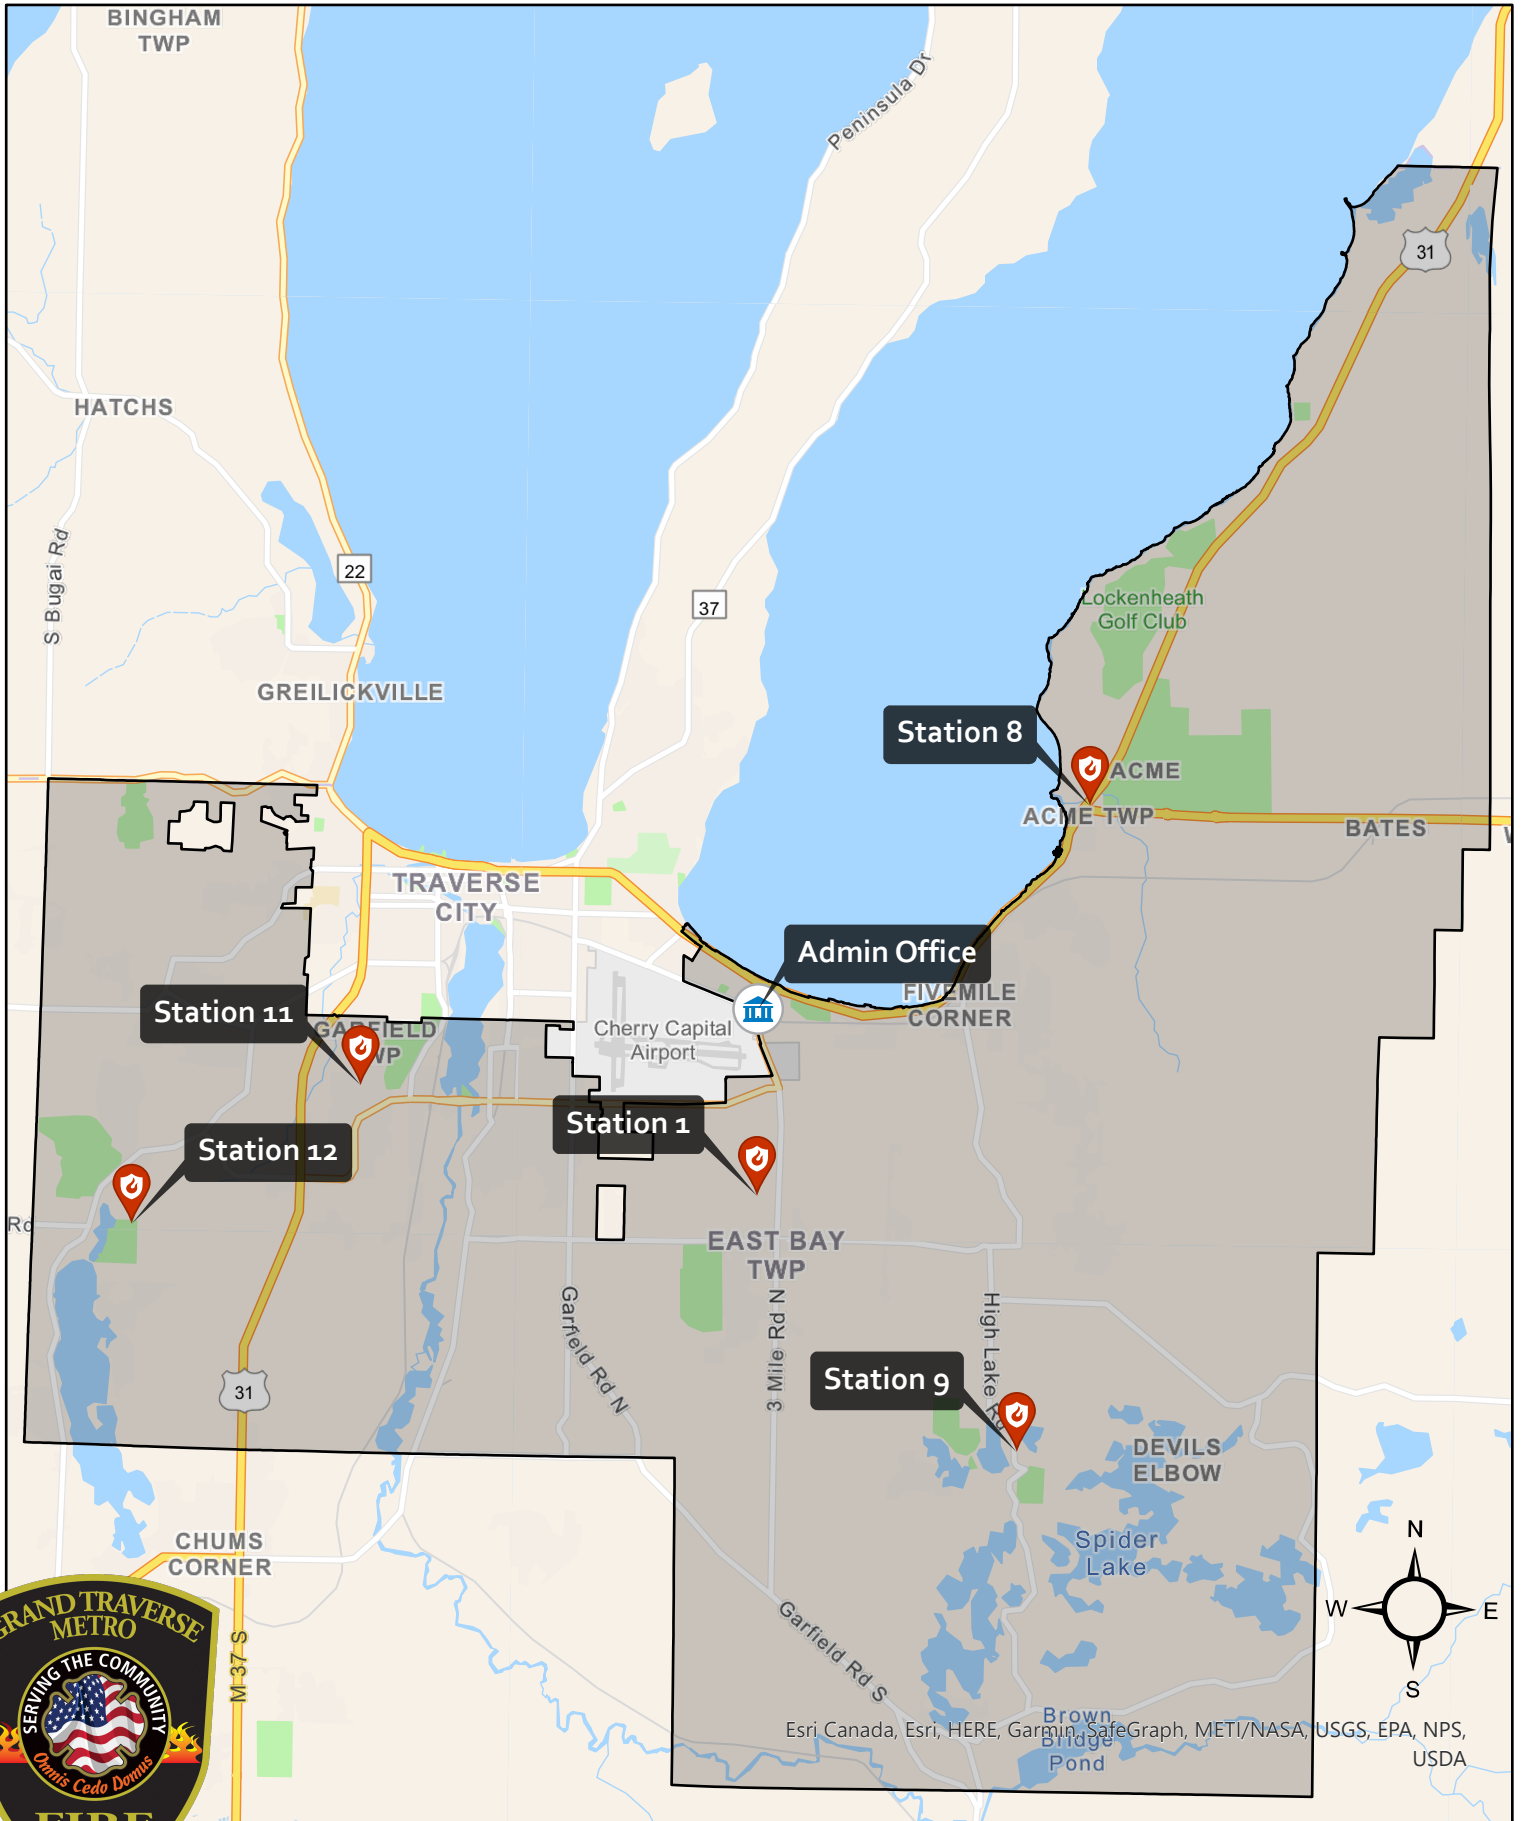 BINGHAM
TWP
Peninsula Dr
31
HATCHS
S Bugai Rd
22
37
Lockenheath
Golf Club
GREILICKVILLE
Station 8
ACME
ACME TWP
BATES
TRAVERSE
CITY
Admin Office
FIVEMILE
CORNER
Station 11
GARFIELD
TWP
Cherry Capital
Airport
Station 1
Station 12
Rd
EAST BAY
TWP
Garfield Rd N
3 Mile Rd N
High Lake Rd
Station 9
31
DEVILS
ELBOW
CHUMS
CORNER
Spider
Lake
N
W
E
S
GRAND TRAVERSE
METRO
SERVING THE COMMUNITY
Omnis Cedo Domus
FIRE
M 37 S
Garfield Rd S
Brown
Bridge
Pond
Esri Canada, Esri, HERE, Garmin, SafeGraph, METI/NASA, USGS, EPA, NPS,
USDA